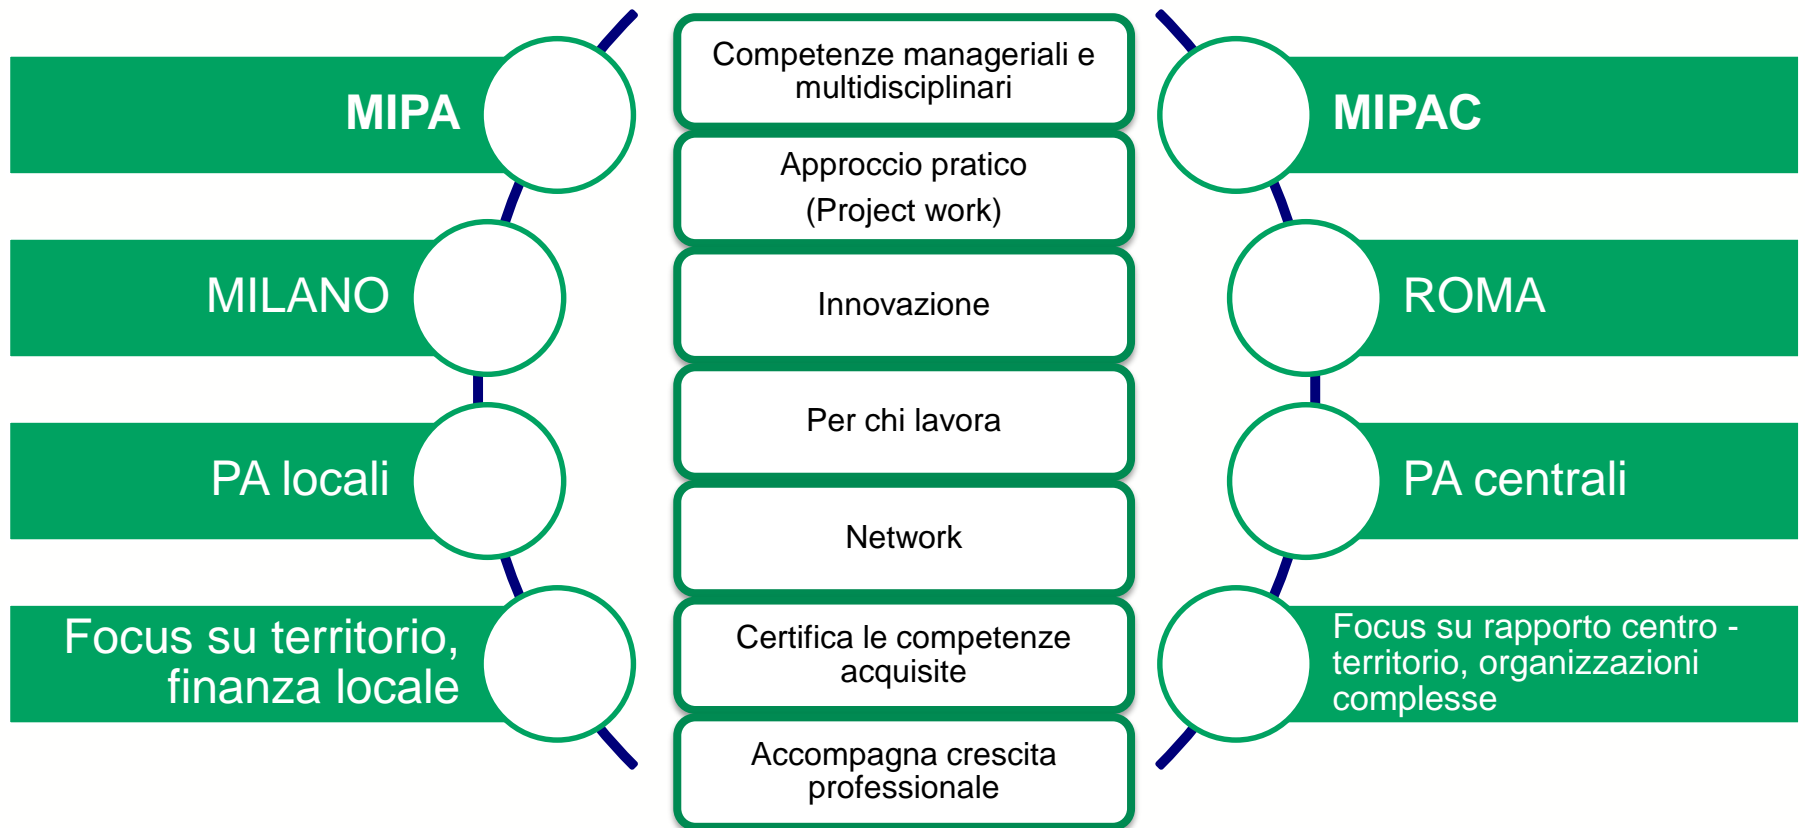 MIPA
MILANO
PA locali
Focus su territorio,
finanza locale
Competenze manageriali e
multidisciplinari
Approccio pratico
(Project work)
Innovazione
Per chi lavora
Network
Certifica le competenze
acquisite
Accompagna crescita
professionale
MIPAC
ROMA
PA centrali
Focus su rapporto centro -
territorio, organizzazioni
complesse